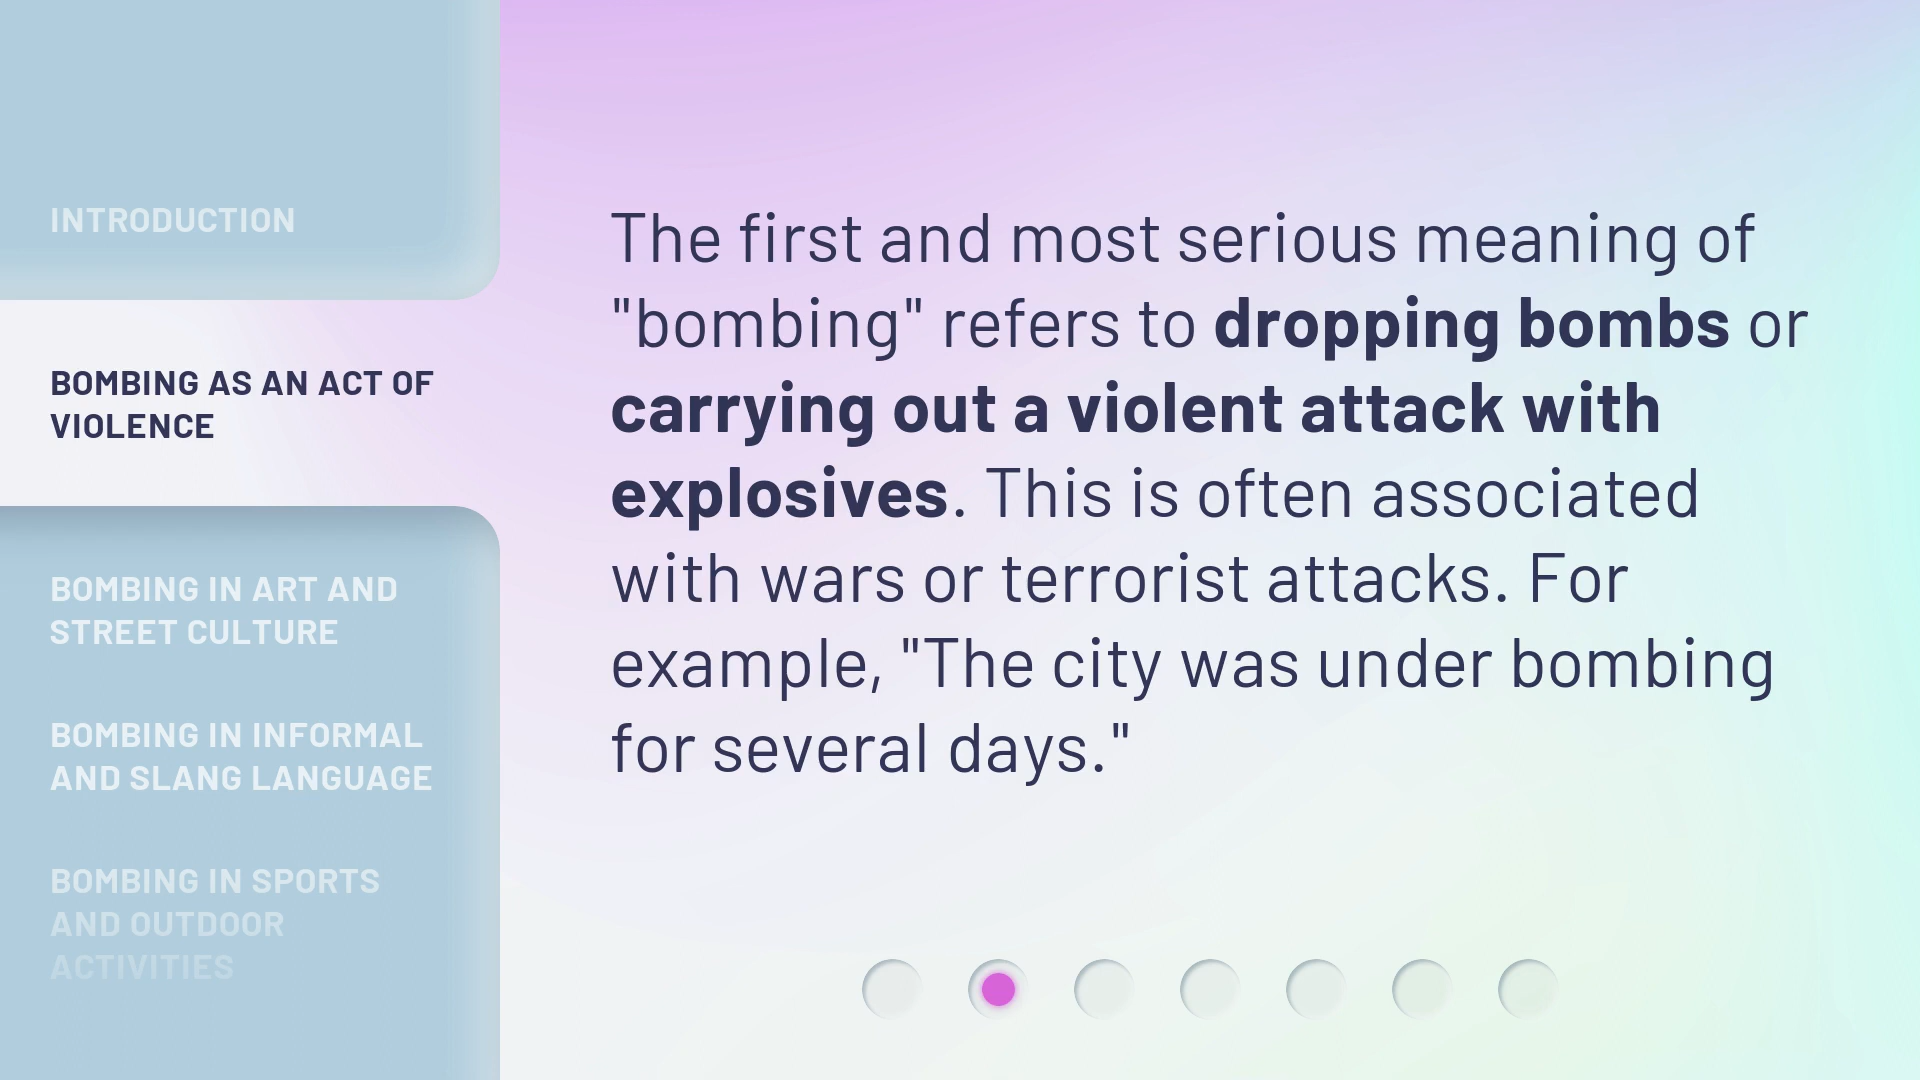 INTRODUCTION
BOMBING AS AN ACT OF
VIOLENCE
BOMBING IN ART AND
STREET CULTURE
BOMBING IN INFORMAL
AND SLANG LANGUAGE
BOMBING IN SPORTS
AND OUTDOOR
ACTIVITIES
The first and most serious meaning of
"bombing" refers to dropping bombs or
carrying out a violent attack with
explosives. This is often associated
with wars or terrorist attacks. For
example, "The city was under bombing
for several days."